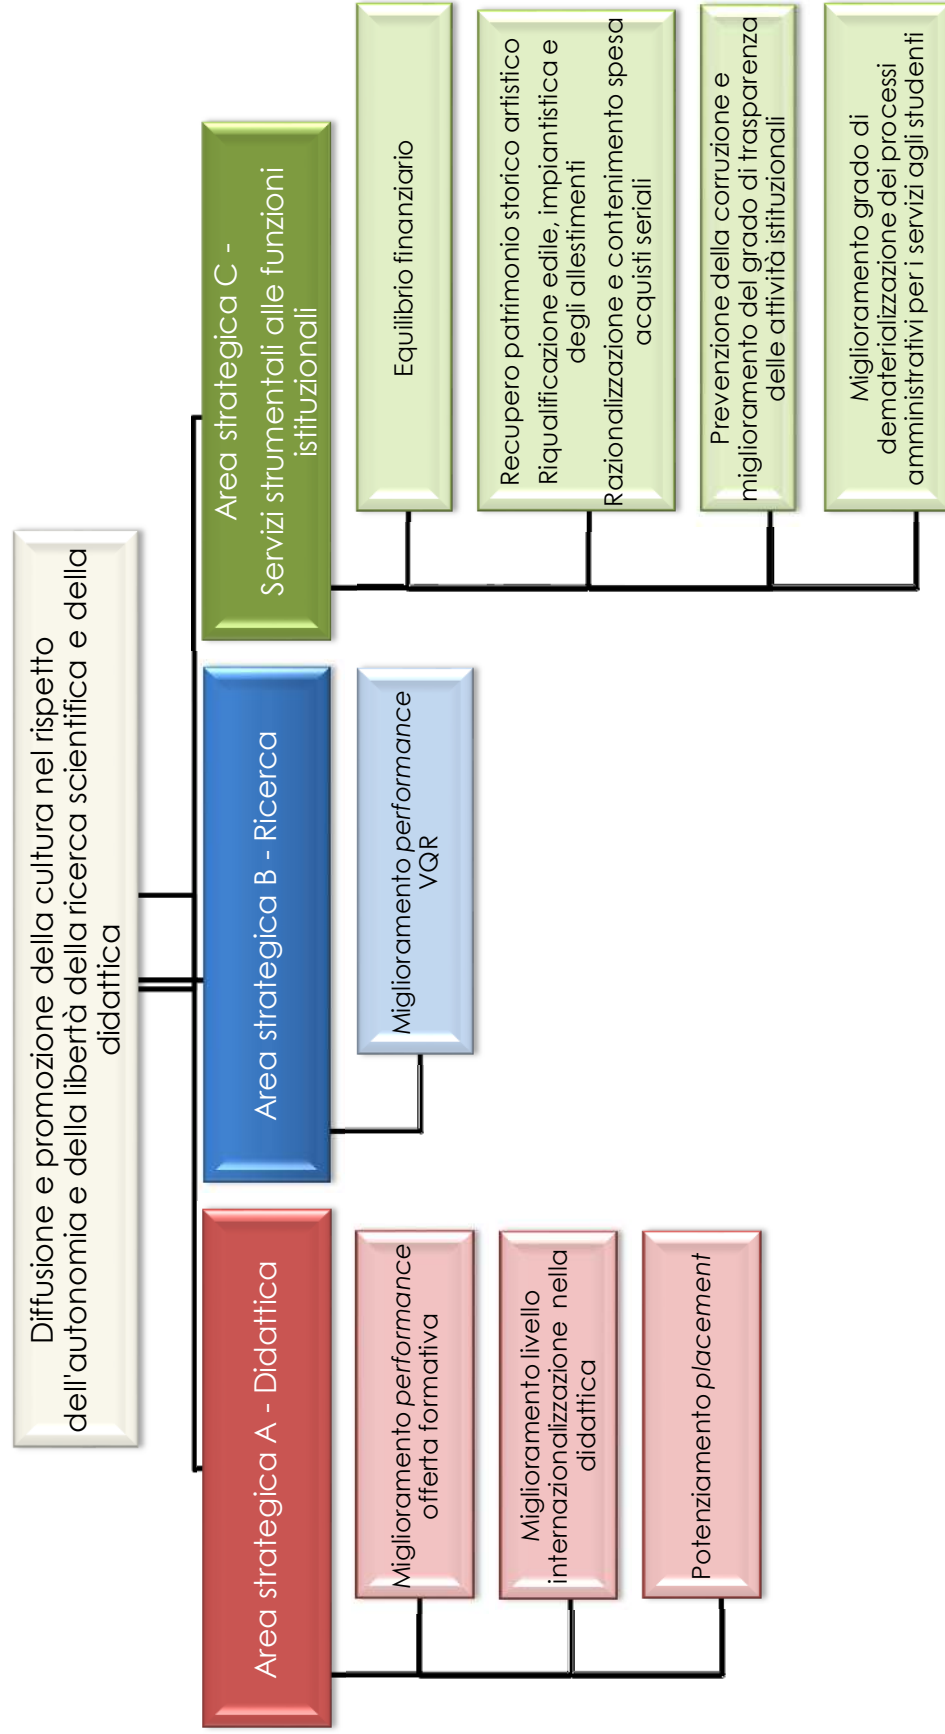 Diffusione e promozione della cultura nel rispetto
dell'autonomia e della libertà della ricerca scientifica e della
didattica
Area strategica A - Didattica
Miglioramento performance
offerta formativa
Miglioramento livello
internazionalizzazione nella
didattica
Potenziamento placement
Area strategica B - Ricerca
Miglioramento performance
VQR
Area strategica C -
Servizi strumentali alle funzioni
istituzionali
Equilibrio finanziario
Recupero patrimonio storico artistico
Riqualificazione edile, impiantistica e
degli allestimenti
Razionalizzazione e contenimento spesa
acquisti seriali
Prevenzione della corruzione e
miglioramento del grado di trasparenza
delle attività istituzionali
Miglioramento grado di
dematerializzazione dei processi
amministrativi per i servizi agli studenti